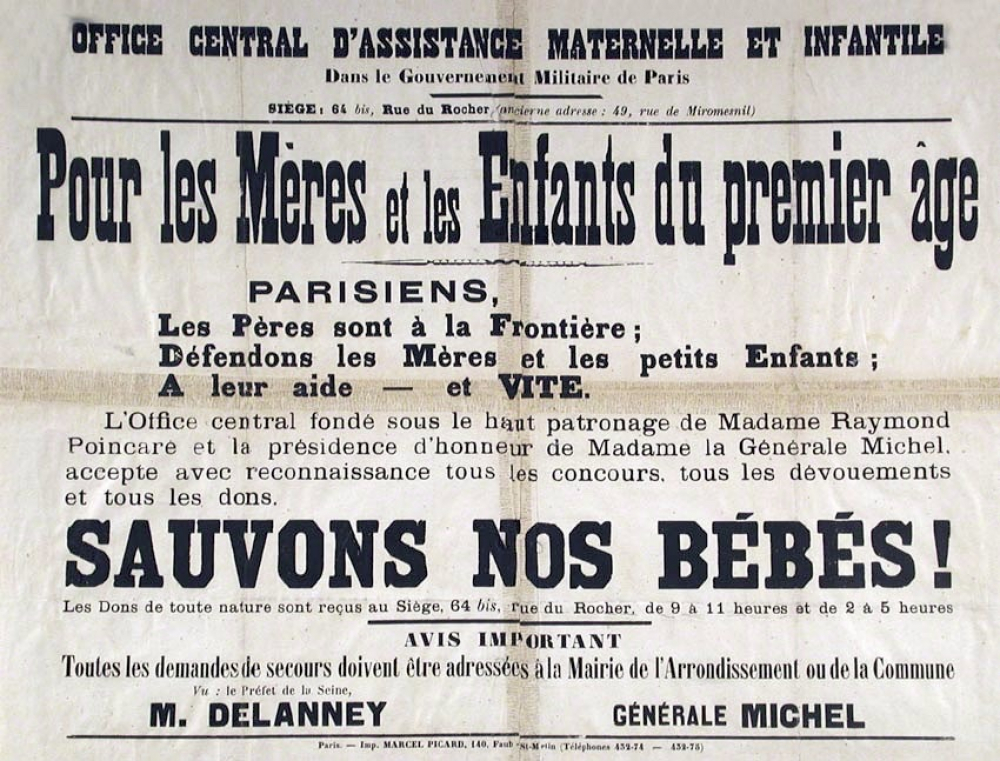 OFFICE CENTRAL D'ASSISTANCE MATERNELLE ET INFANTILE
Dans le Gouvernement Militaire de Paris
SIÈGE : 64 bis, Rue du Rocher (ancienne adresse : 49, rue de Miromesnil)
Pour les Mères et les Enfants du premier âge
PARISIENS,
Les Pères sont à la Frontière ;
Défendons les Mères et les petits Enfants ;
A leur aide — et VITE.
L'Office central fondé sous le haut patronage de Madame Raymond
Poincaré et la présidence d'honneur de Madame la Générale Michel,
accepte avec reconnaissance tous les concours, tous les dévouements
et tous les dons.
SAUVONS NOS BÉBÉS !
Les Dons de toute nature sont reçus au Siège, 64 bis, rue du Rocher, de 9 à 11 heures et de 2 à 5 heures
AVIS IMPORTANT
Toutes les demandes de secours doivent être adressées à la Mairie de l'Arrondissement ou de la Commune
Vu : le Préfet de la Seine,
M. DELANNEY
GÉNÉRALE MICHEL
Paris. — Imp. MARCEL PICARD, 140, Faub St-Martin (Téléphones 432-74 — 432-75)